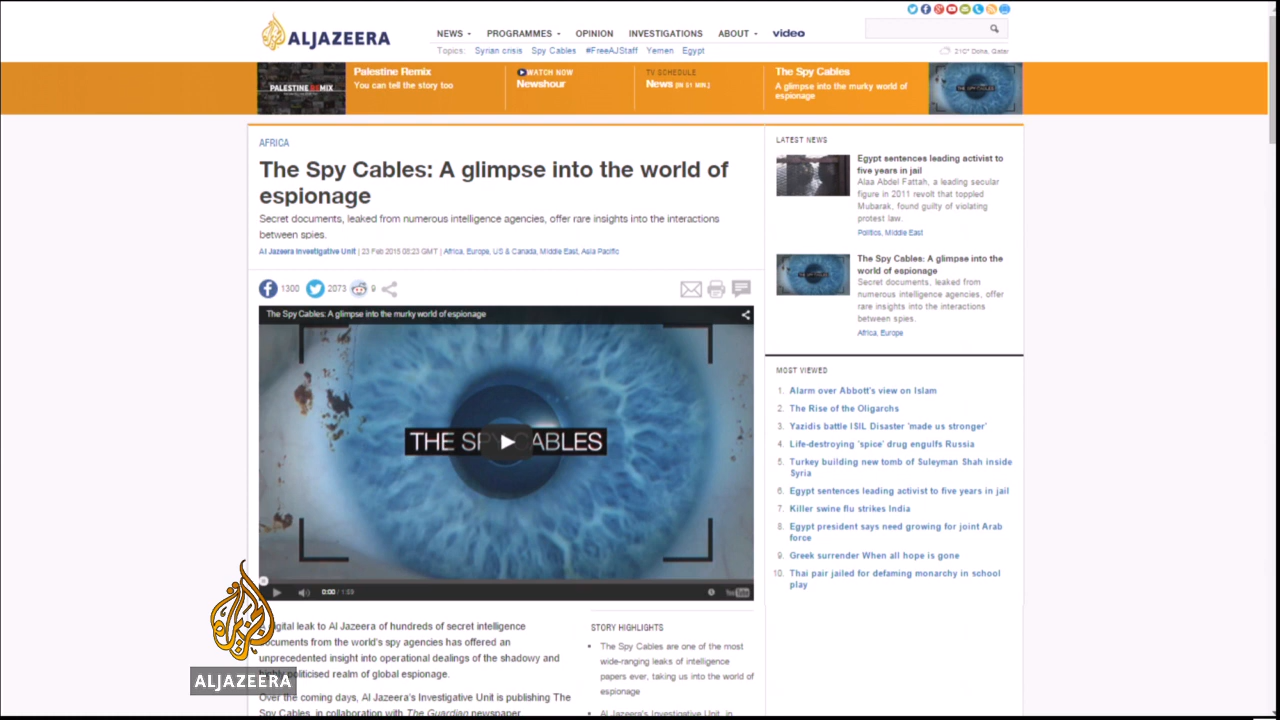 ALJAZEERA
NEWS PROGRAMMES OPINION INVESTIGATIONS ABOUT video
Topics: Syrian crisis Spy Cables #FreeAJStaff Yemen Egypt
21°C Doha, Qatar
PALESTINE REMIX
Palestine Remix
You can tell the story too
WATCH NOW
Newshour
TV SCHEDULE
News [IN 51 MIN.]
The Spy Cables
A glimpse into the murky world of
espionage
THE SPY CABLES
AFRICA
The Spy Cables: A glimpse into the world of
espionage
Secret documents, leaked from numerous intelligence agencies, offer rare insights into the interactions
between spies.
Al Jazeera Investigative Unit | 23 Feb 2015 08:23 GMT | Africa, Europe, US & Canada, Middle East, Asia Pacific
1300 2073 9
The Spy Cables: A glimpse into the murky world of espionage
THE SPY CABLES
0:00 / 1:59
YouTube
digital leak to Al Jazeera of hundreds of secret intelligence
documents from the world's spy agencies has offered an
unprecedented insight into operational dealings of the shadowy and
highly politicised realm of global espionage.
Over the coming days, Al Jazeera's Investigative Unit is publishing The
Spy Cables, in collaboration with The Guardian newspaper.
STORY HIGHLIGHTS
• The Spy Cables are one of the most
wide-ranging leaks of intelligence
papers ever, taking us into the world of
espionage
• Al Jazeera's Investigative Unit, in
LATEST NEWS
Egypt sentences leading activist to
five years in jail
Alaa Abdel Fattah, a leading secular
figure in 2011 revolt that toppled
Mubarak, found guilty of violating
protest law.
Politics, Middle East
The Spy Cables: A glimpse into the
world of espionage
Secret documents, leaked from
numerous intelligence agencies, offer
rare insights into the interactions
between spies.
Africa, Europe
THE SPY CABLES
MOST VIEWED
1. Alarm over Abbott's view on Islam
2. The Rise of the Oligarchs
3. Yazidis battle ISIL Disaster 'made us stronger'
4. Life-destroying 'spice' drug engulfs Russia
5. Turkey building new tomb of Suleyman Shah inside
Syria
6. Egypt sentences leading activist to five years in jail
7. Killer swine flu strikes India
8. Egypt president says need growing for joint Arab
force
9. Greek surrender When all hope is gone
10. Thai pair jailed for defaming monarchy in school
play
ALJAZEERA